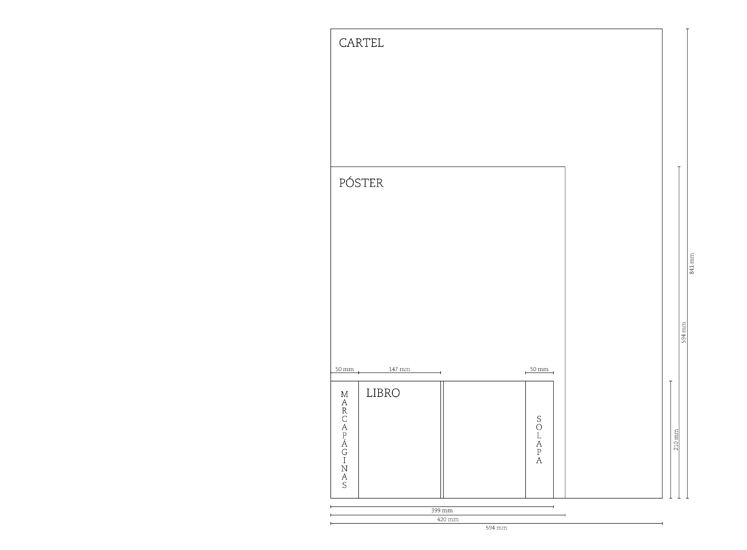 CARTEL
PÓSTER
50 mm
147 mm
50 mm
MARCAPÁGINAS
LIBRO
SOLAPA
841 mm
594 mm
210 mm
399 mm
420 mm
594 mm